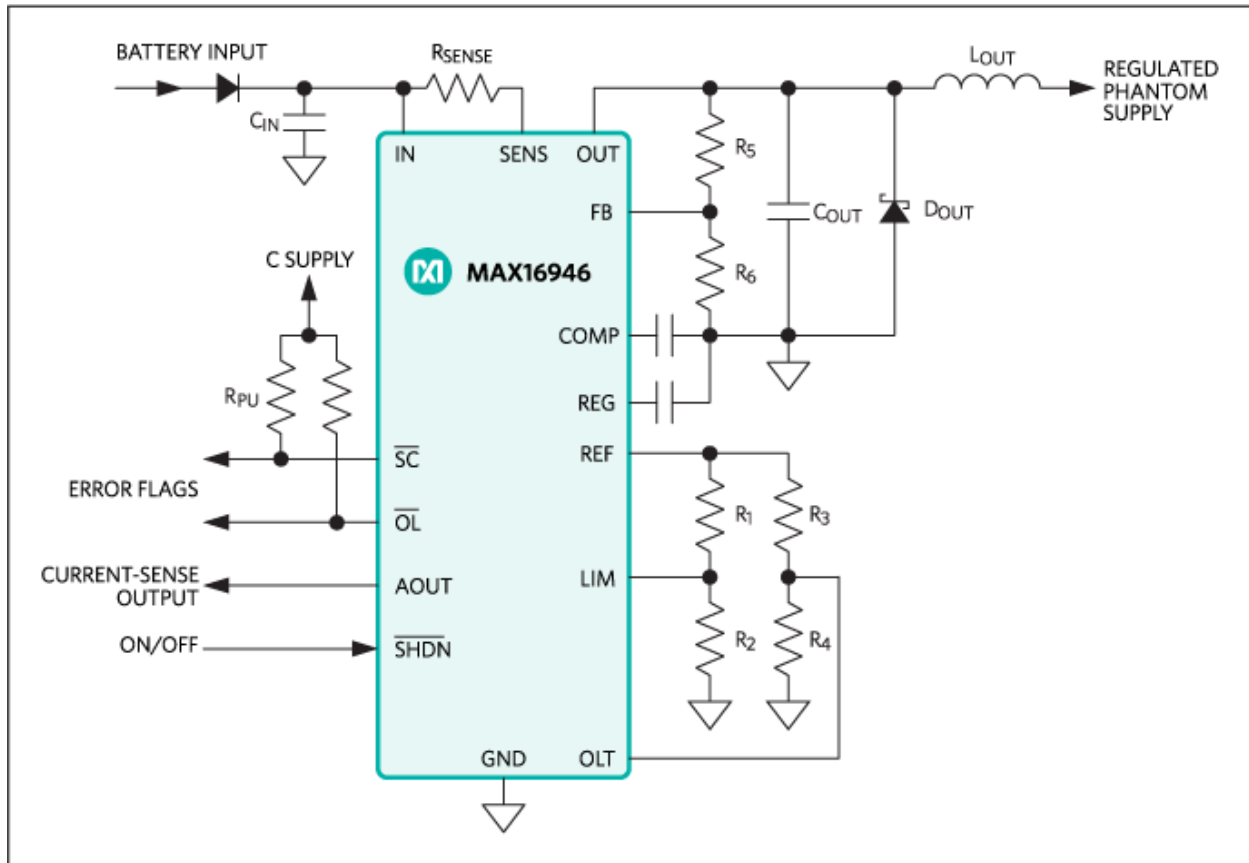 BATTERY INPUT
RSENSE
LOUT
REGULATED
PHANTOM
SUPPLY
CIN
IN
SENS
OUT
R5
FB
COUT
DOUT
C SUPPLY
MAX16946
R6
COMP
RPU
REG
SC
REF
ERROR FLAGS
OL
R1
R3
CURRENT-SENSE
OUTPUT
AOUT
LIM
ON/OFF
SHDN
R2
R4
GND
OLT